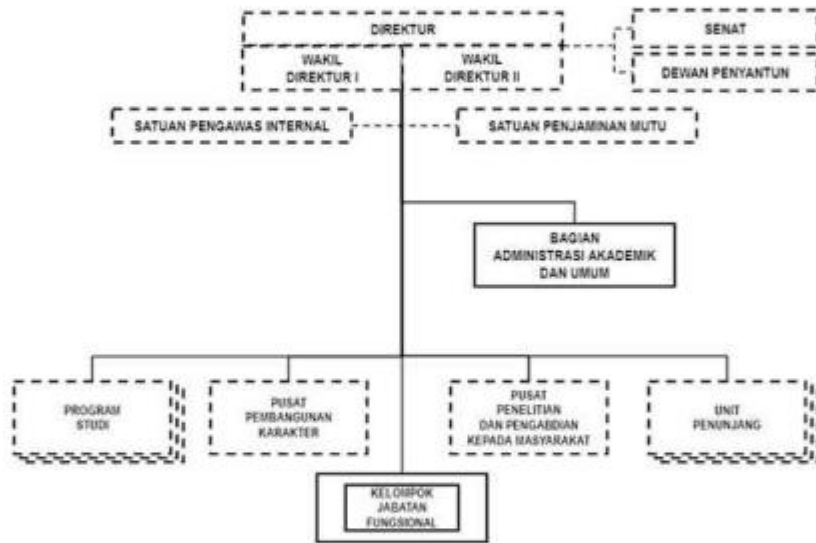 DIREKTUR
SENAT
WAKIL
DIREKTUR I
WAKIL
DIREKTUR II
DEWAN PENYANTUN
SATUAN PENGAWAS INTERNAL
SATUAN PENJAMINAN MUTU
BAGIAN
ADMINISTRASI AKADEMIK
DAN UMUM
PROGRAM
STUDI
PUSAT
PEMBANGUNAN
KARAKTER
PUSAT
PENELITIAN
DAN PENGABDIAN
KEPADA MASYARAKAT
UNIT
PENUNJANG
KELOMPOK
JABATAN
FUNGSIONAL